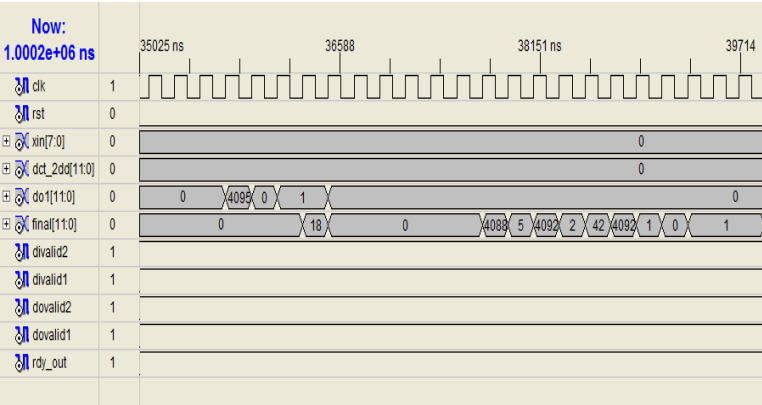 Now:
1.0002e+06 ns
35025 ns 36588 38151 ns 39714
clk 1
rst 0
xin[7:0] 0 0
dct_2dd[11:0] 0 0
do1[11:0] 0 0 4095 0 1 0
final[11:0] 0 0 18 0 4088 5 4092 2 42 4092 1 0 1
divalid2 1
divalid1 1
dovalid2 1
dovalid1 1
rdy_out 1